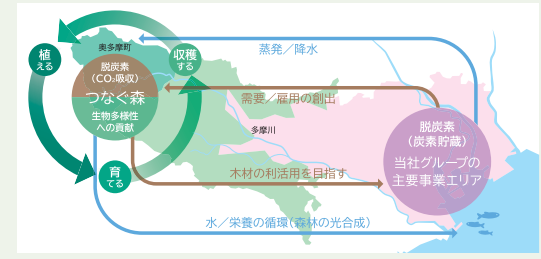 奥多摩町
植
える
収穫
する
育
てる
脱炭素
（CO₂吸収）
つなぐ森
生物多様性
への貢献
蒸発／降水
需要／雇用の創出
多摩川
木材の利活用を目指す
水／栄養の循環（森林の光合成）
脱炭素
（炭素貯蔵）
当社グループの
主要事業エリア